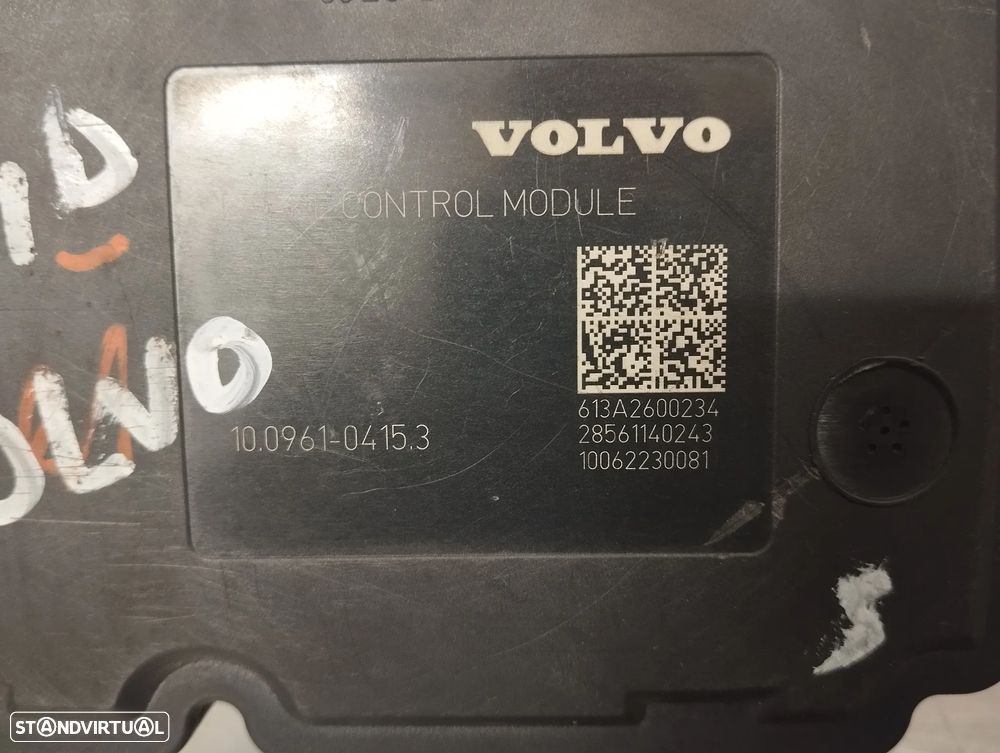 VOLVO
CONTROL MODULE
613A2600234
28561140243
10062230081
10.0961-0415.3
STANDVIRTUAL